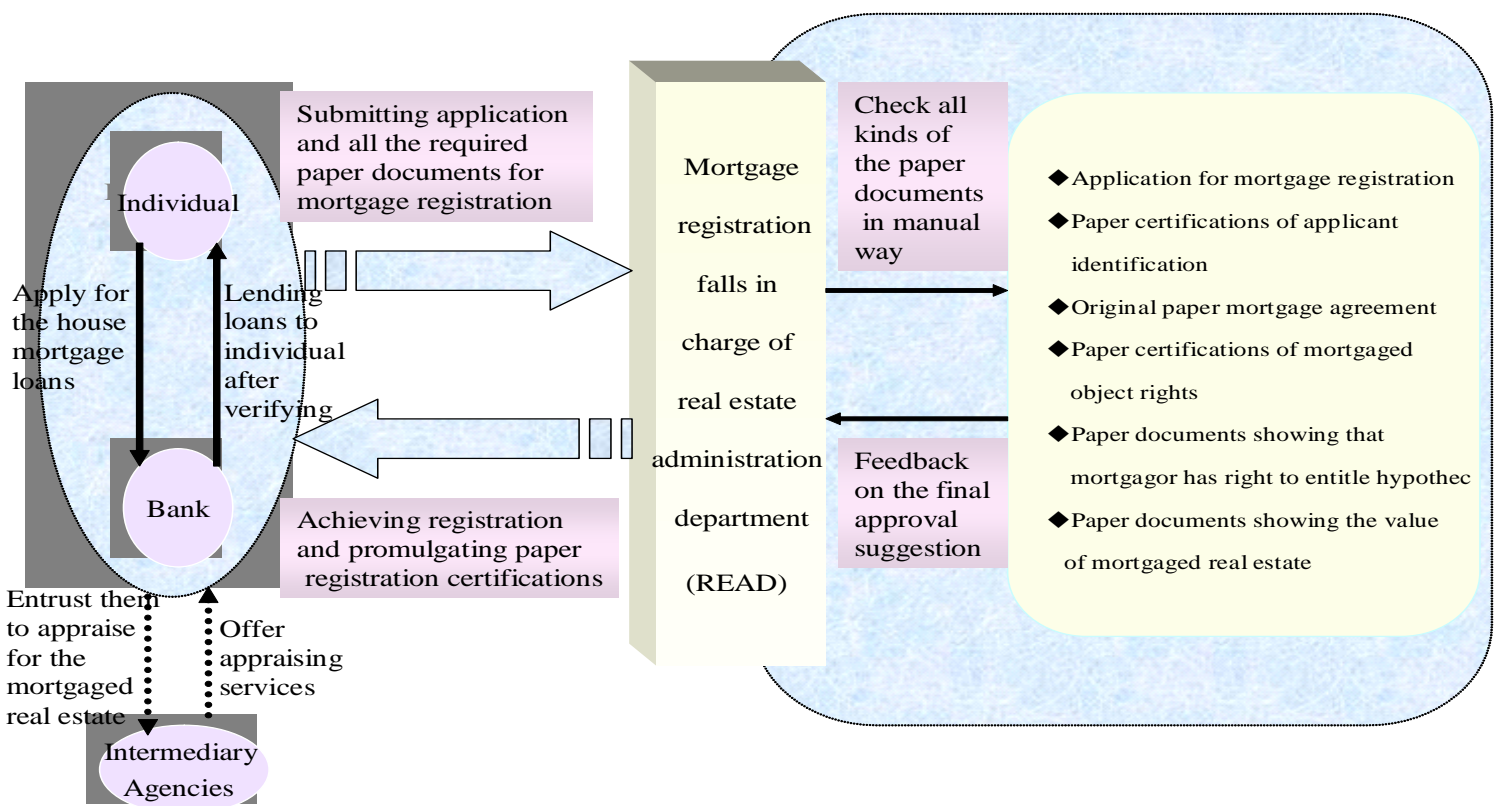 Individual
Apply for
the house
mortgage
loans
Lending
loans to
individual
after
verifying
Bank
Entrust them
to appraise
for the
mortgaged
real estate
Offer
appraising
services
Intermediary
Agencies
Submitting application
and all the required
paper documents for
mortgage registration
Achieving registration
and promulgating paper
registration certifications
Mortgage
registration
falls in
charge of
real estate
administration
department
(READ)
Check all
kinds of
the paper
documents
in manual
way
Feedback
on the final
approval
suggestion
◆Application for mortgage registration
◆Paper certifications of applicant
identification
◆Original paper mortgage agreement
◆Paper certifications of mortgaged
object rights
◆Paper documents showing that
mortgagor has right to entitle hypothec
◆Paper documents showing the value
of mortgaged real estate